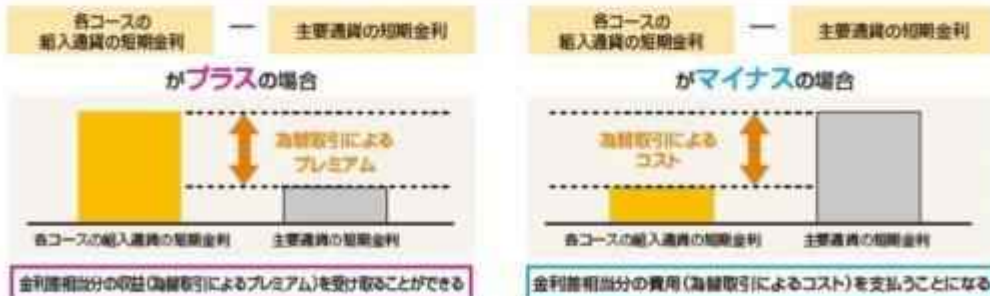 各コースの
組入通貨の短期金利
ー
主要通貨の短期金利
がプラスの場合
為替取引による
プレミアム
各コースの組入通貨の短期金利
主要通貨の短期金利
金利差相当分の収益(為替取引によるプレミアム)を受け取ることができる
各コースの
組入通貨の短期金利
ー
主要通貨の短期金利
がマイナスの場合
為替取引による
コスト
各コースの組入通貨の短期金利
主要通貨の短期金利
金利差相当分の費用(為替取引によるコスト)を支払うことになる